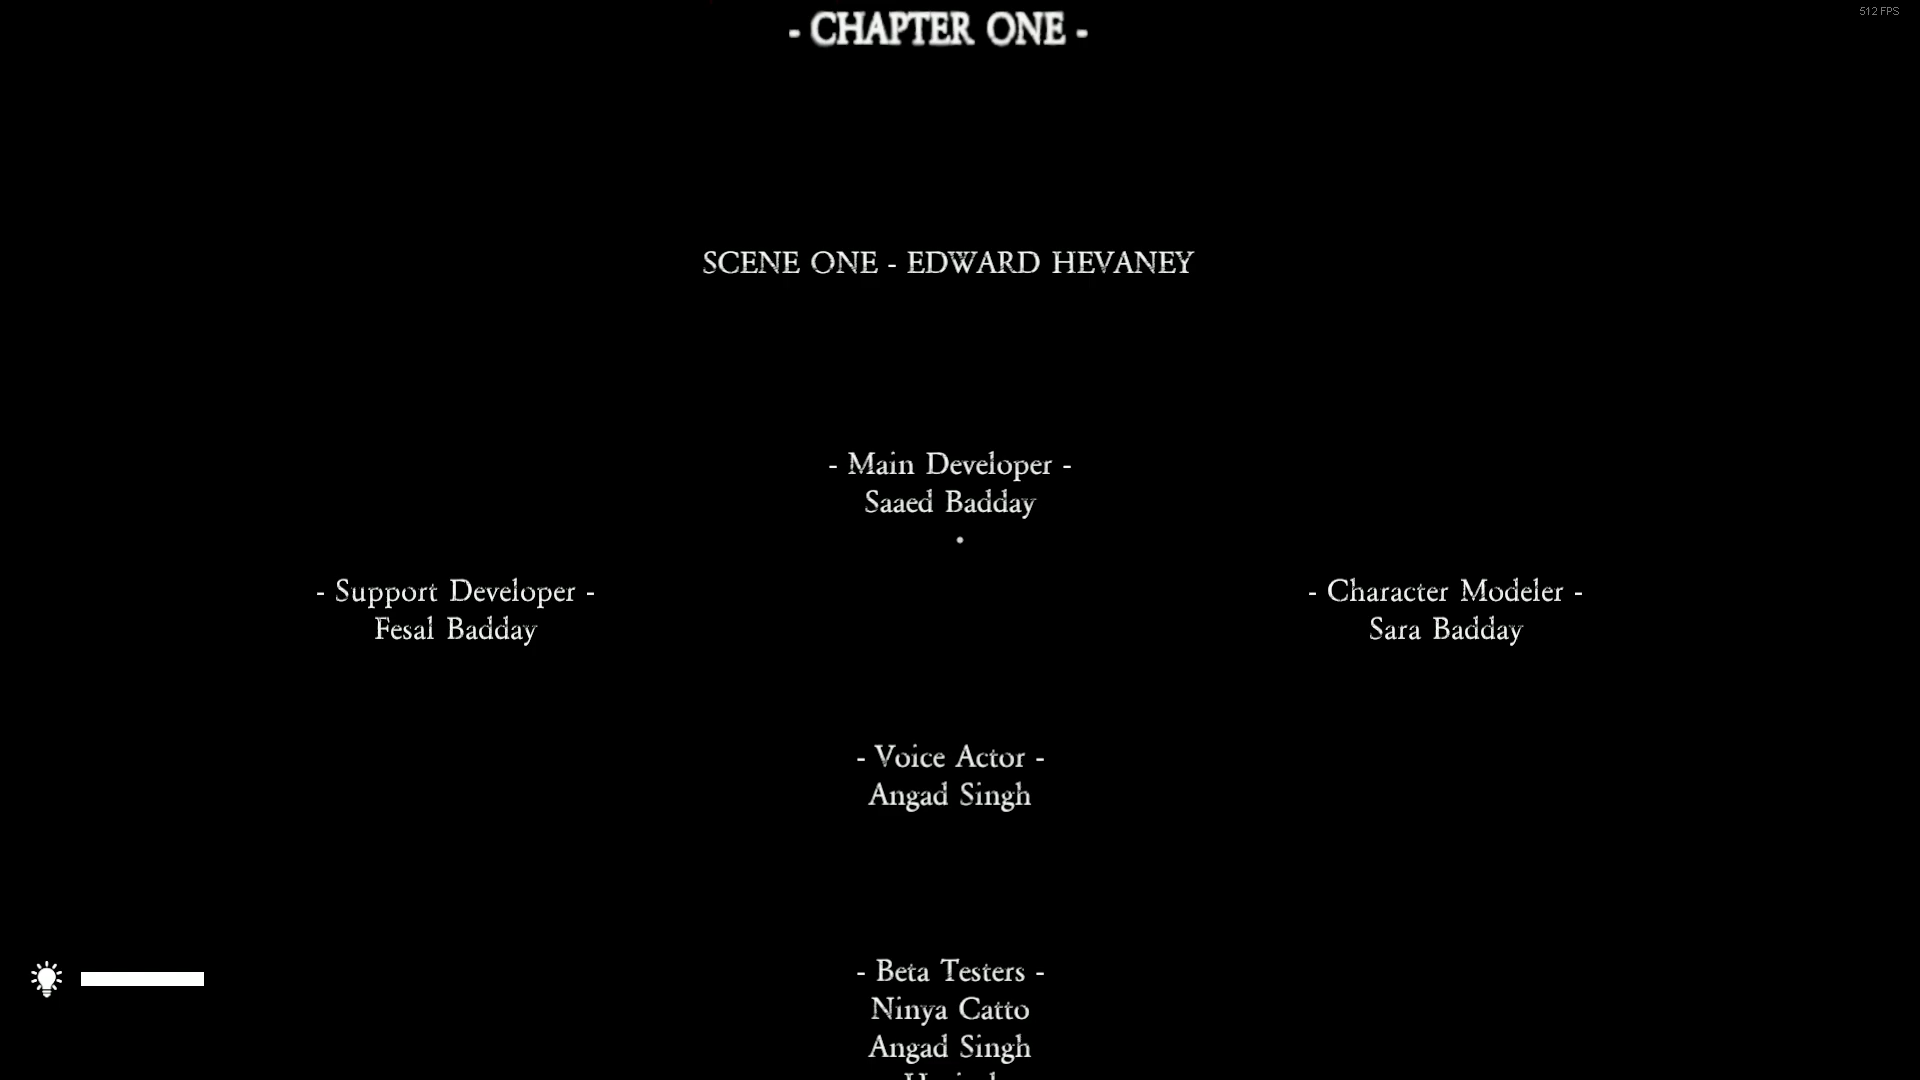 512 FPS
- CHAPTER ONE -
SCENE ONE - EDWARD HEVANEY
- Main Developer -
Saaed Badday
- Support Developer -
Fesal Badday
- Character Modeler -
Sara Badday
- Voice Actor -
Angad Singh
- Beta Testers -
Ninya Catto
Angad Singh